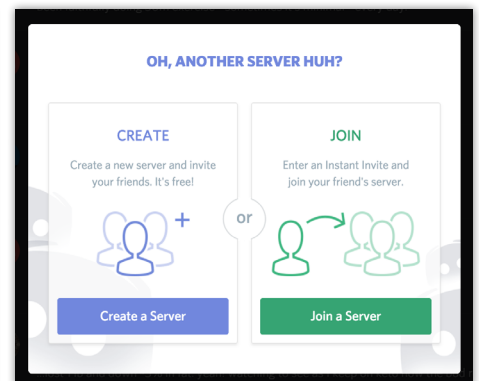 OH, ANOTHER SERVER HUH?
CREATE
Create a new server and invite
your friends. It's free!
Create a Server
or
JOIN
Enter an Instant Invite and
join your friend's server.
Join a Server